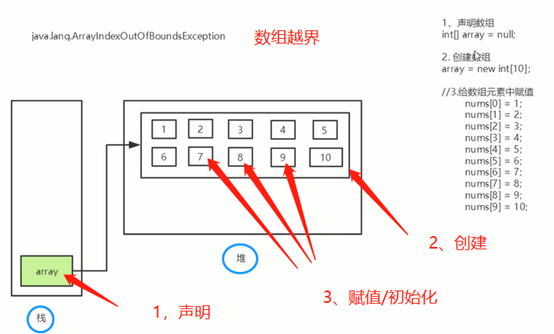 java.lang.ArrayIndexOutOfBoundsException
数组越界
1、声明数组
int[] array = null;
2. 创建数组
array = new int[10];
//3.给数组元素中赋值
nums[0] = 1;
nums[1] = 2;
nums[2] = 3;
nums[3] = 4;
nums[4] = 5;
nums[5] = 6;
nums[6] = 7;
nums[7] = 8;
nums[8] = 9;
nums[9] = 10;
1 2 3 4 5
6 7 8 9 10
2、创建
堆
3、赋值/初始化
array
1，声明
栈